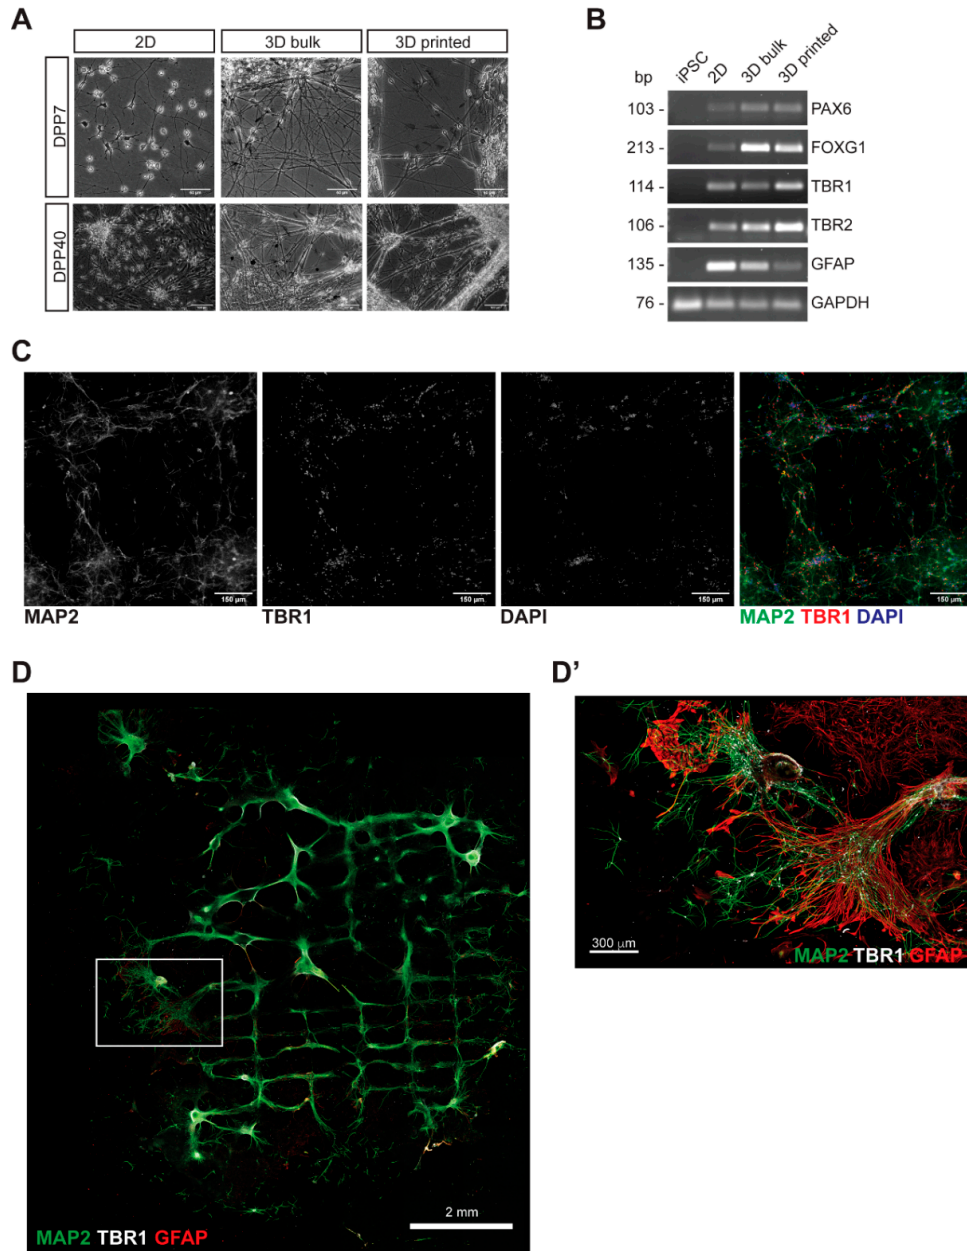 A
2D
3D bulk
3D printed
DPP7
DPP40
B
bp
iPSC
2D
3D bulk
3D printed
103 - PAX6
213 - FOXG1
114 - TBR1
106 - TBR2
135 - GFAP
76 - GAPDH
C
150 µm
150 µm
150 µm
150 µm
MAP2
TBR1
DAPI
MAP2 TBR1 DAPI
D
2 mm
MAP2 TBR1 GFAP
D'
300 µm
MAP2 TBR1 GFAP